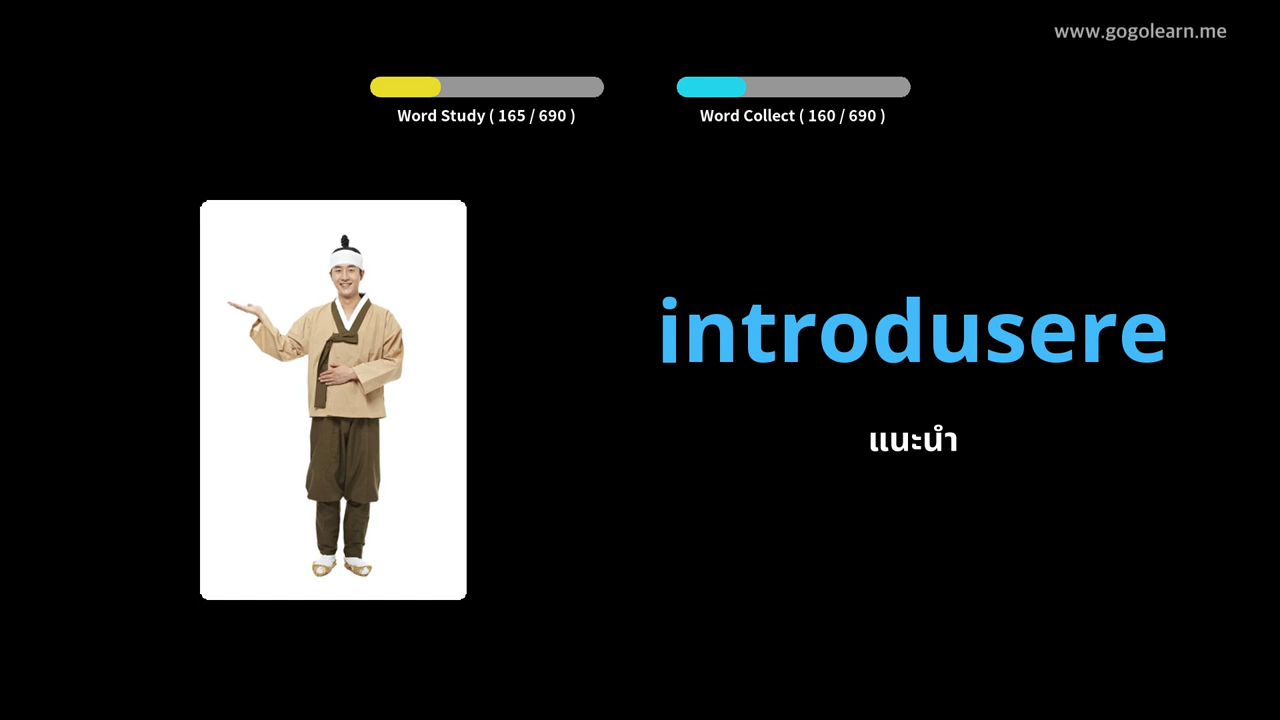 www.gogolearn.me
Word Study ( 165 / 690 )
Word Collect ( 160 / 690 )
introdusere
แนะนำ